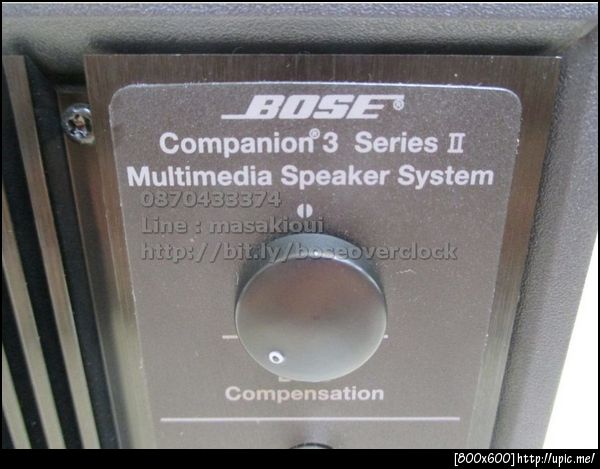 BOSE®
Companion® 3 Series II
Multimedia Speaker System
0870433374
Line : masakioui
http://bit.ly/boseoverclock
Compensation
[800x600]http://upic.me/